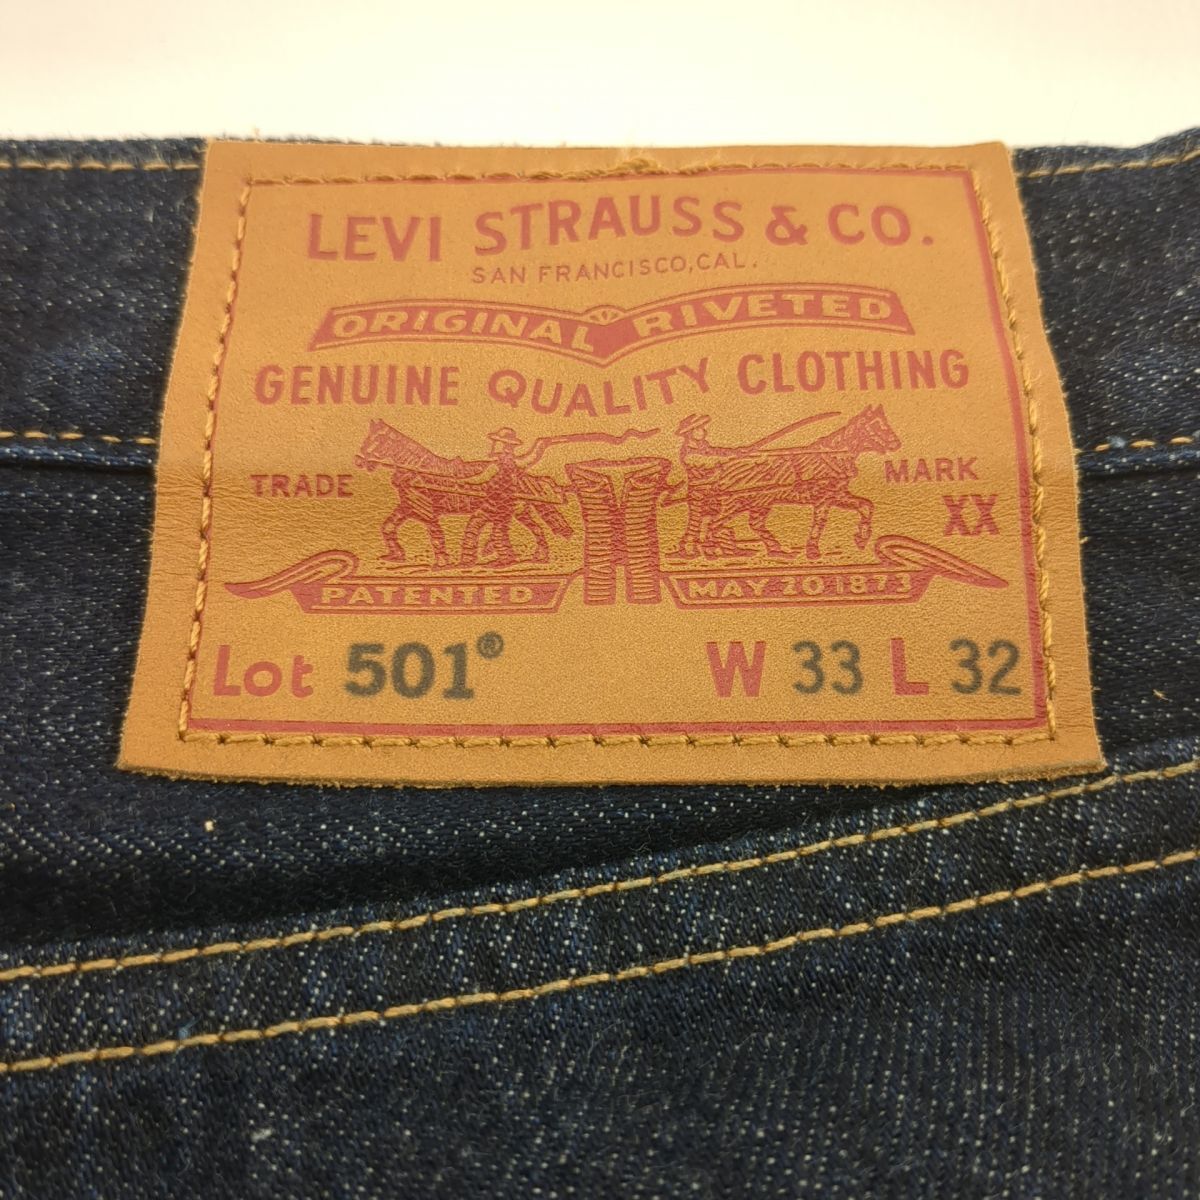 LEVI STRAUSS & CO.
SAN FRANCISCO, CAL.
ORIGINAL RIVETED
GENUINE QUALITY CLOTHING
TRADE MARK
XX
PATENTED MAY 20 1873
Lot 501® W 33 L 32